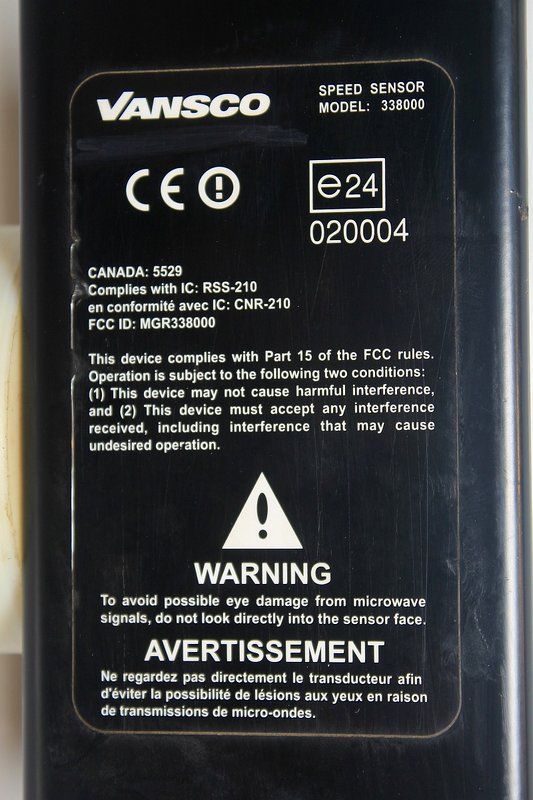 VANSCO
SPEED SENSOR
MODEL: 338000
CE
e24
020004
CANADA: 5529
Complies with IC: RSS-210
en conformité avec IC: CNR-210
FCC ID: MGR338000
This device complies with Part 15 of the FCC rules.
Operation is subject to the following two conditions:
(1) This device may not cause harmful interference,
and (2) This device must accept any interference
received, including interference that may cause
undesired operation.
WARNING
To avoid possible eye damage from microwave
signals, do not look directly into the sensor face.
AVERTISSEMENT
Ne regardez pas directement le transducteur afin
d'éviter la possibilité de lésions aux yeux en raison
de transmissions de micro-ondes.